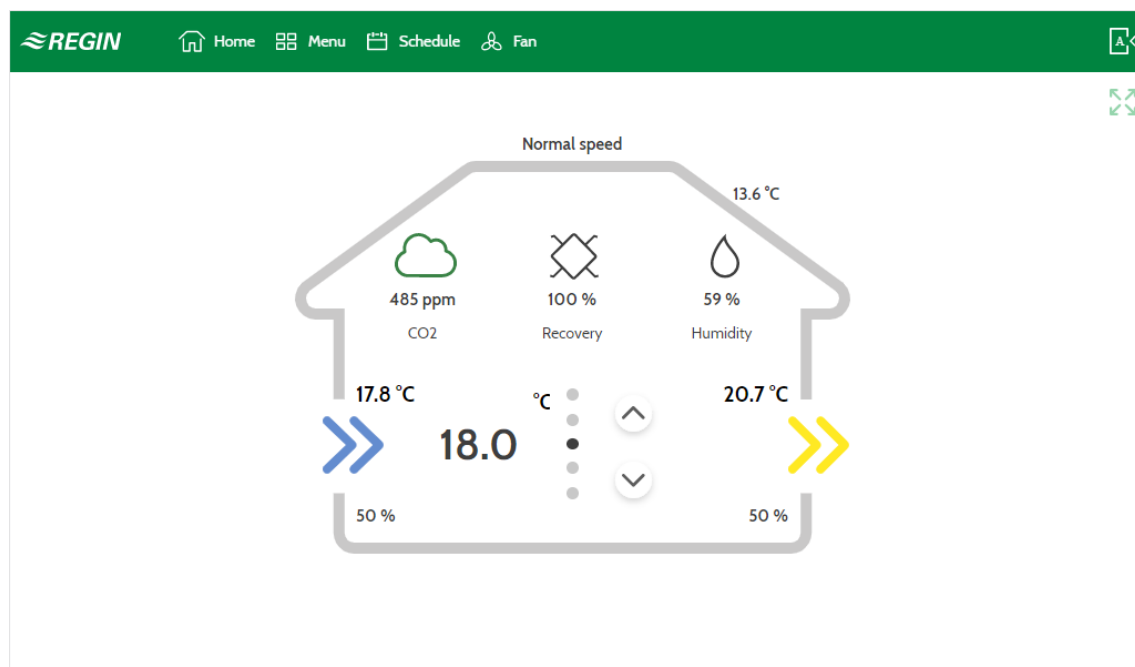 REGIN Home Menu Schedule Fan A
Normal speed
13.6 °C
485 ppm 100 % 59 %
CO2 Recovery Humidity
17.8 °C °C 20.7 °C
18.0
50 % 50 %